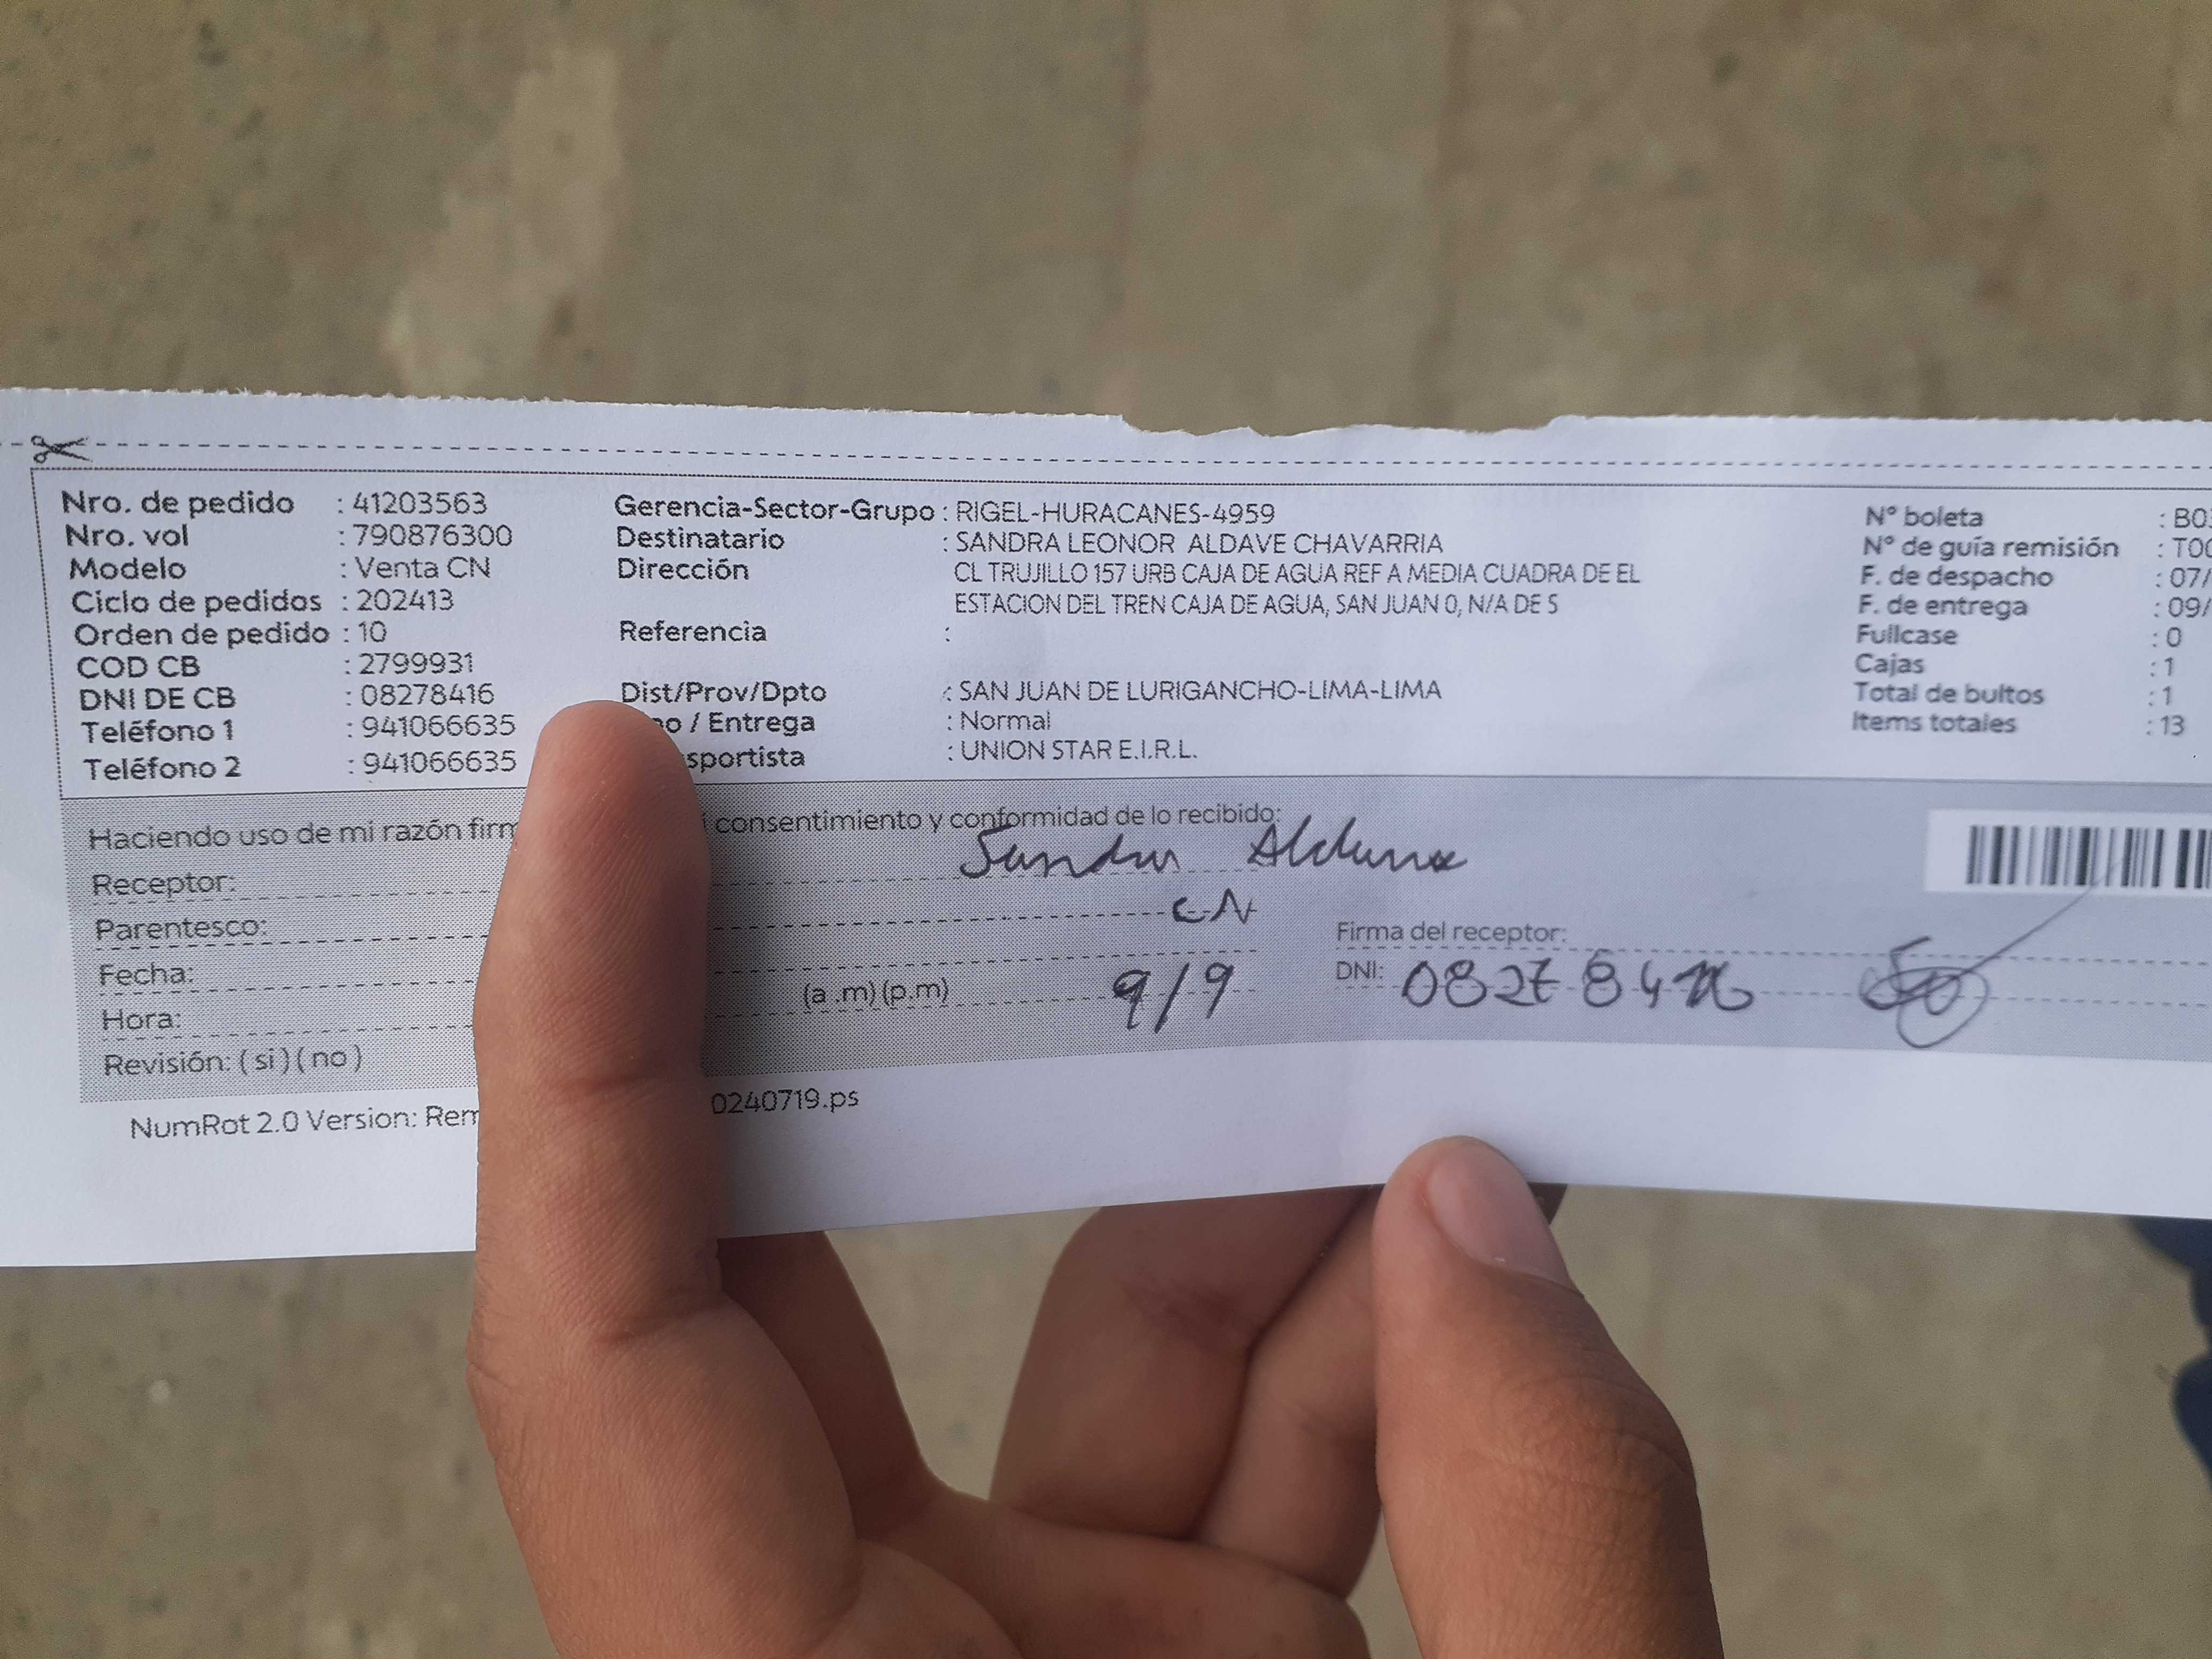 Nro. de pedido : 41203563
Nro. vol : 790876300
Modelo : Venta CN
Ciclo de pedidos : 202413
Orden de pedido : 10
COD CB : 2799931
DNI DE CB : 08278416
Teléfono 1 : 941066635
Teléfono 2 : 941066635
Gerencia-Sector-Grupo : RIGEL-HURACANES-4959
Destinatario : SANDRA LEONOR ALDAVE CHAVARRIA
Dirección CL TRUJILLO 157 URB CAJA DE AGUA REF A MEDIA CUADRA DE EL
ESTACION DEL TREN CAJA DE AGUA, SAN JUAN 0, N/A DE S
Referencia :
Dist/Prov/Dpto : SAN JUAN DE LURIGANCHO-LIMA-LIMA
/ Entrega : Normal
sportista : UNION STAR E.I.R.L.
N° boleta : B0
N° de guía remisión : T00
F. de despacho : 07/
F. de entrega : 09/
Fullcase : 0
Cajas : 1
Total de bultos : 1
Items totales : 13
Haciendo uso de mi razón firm consentimiento y conformidad de lo recibido:
Receptor: Sandra
Parentesco: CN
Fecha:
Hora: (a .m) (p.m) 9/9
Revisión: ( si ) ( no )
Firma del receptor:
DNI: 08278416
NumRot 2.0 Version: Rem 0240719.ps